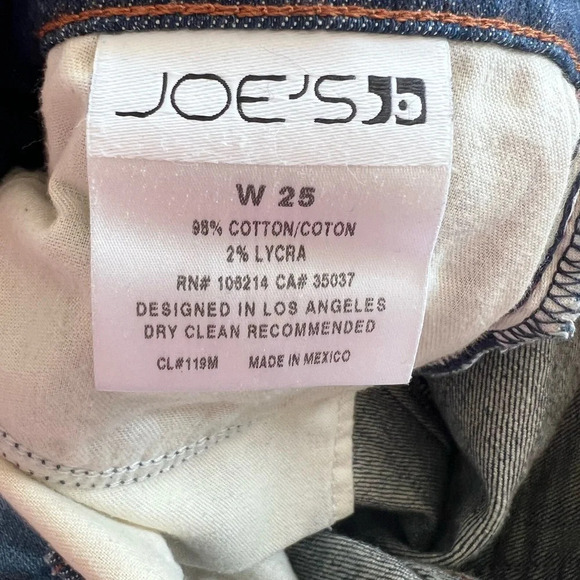 JOE'S
W 25
98% COTTON/COTON
2% LYCRA
RN# 106214 CA# 35037
DESIGNED IN LOS ANGELES
DRY CLEAN RECOMMENDED
CL#119M MADE IN MEXICO